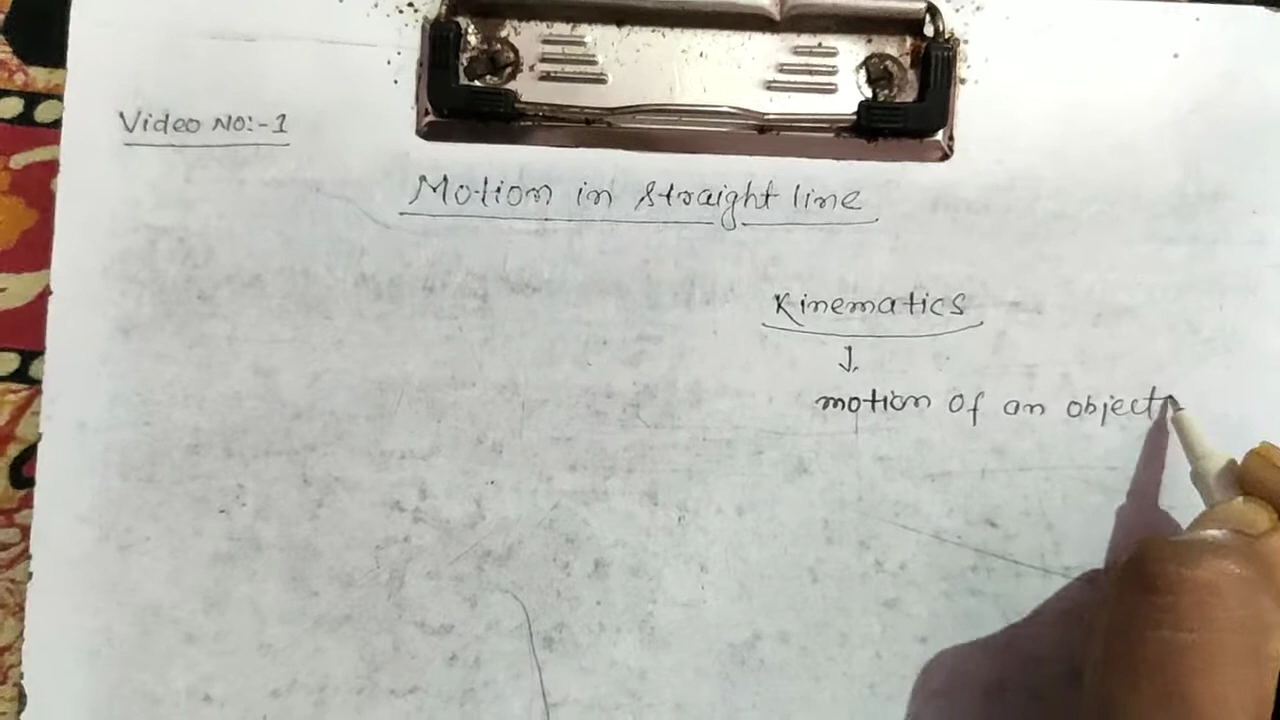 Video NO:-1
Motion in straight line
Kinematics
motion of an object